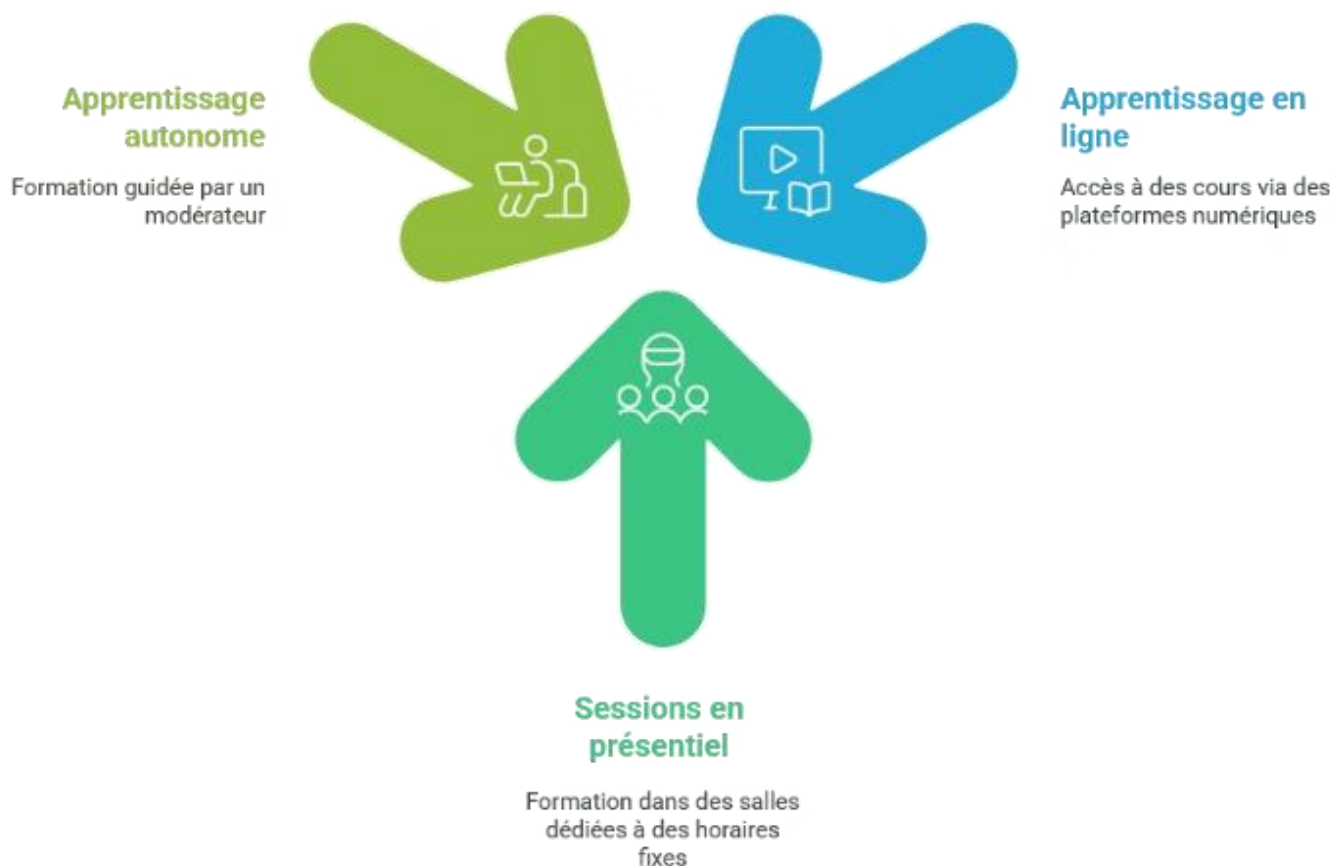 Apprentissage
autonome
Formation guidée par un
modérateur
Apprentissage en
ligne
Accès à des cours via des
plateformes numériques
Sessions en
présentiel
Formation dans des salles
dédiées à des horaires
fixes